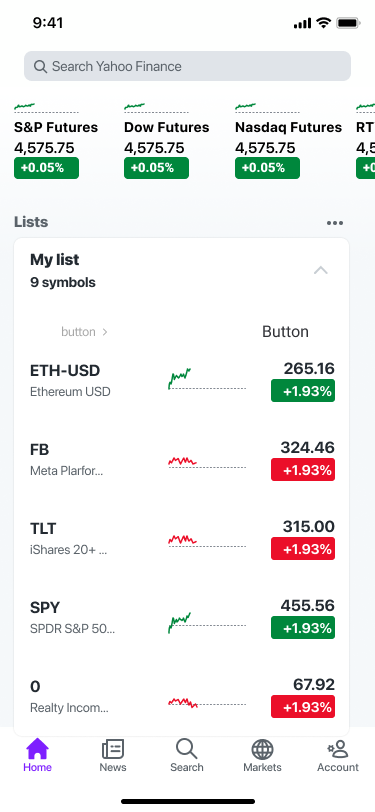 9:41
Search Yahoo Finance
S&P Futures
4,575.75
+0.05%
Dow Futures
4,575.75
+0.05%
Nasdaq Futures
4,575.75
+0.05%
RT
4,5
+0.
Lists
My list
9 symbols
button
Button
ETH-USD
Ethereum USD
265.16
+1.93%
FB
Meta Plarfor...
324.46
+1.93%
TLT
iShares 20+ ...
315.00
+1.93%
SPY
SPDR S&P 50...
455.56
+1.93%
0
Realty Incom...
67.92
+1.93%
Home
News
Search
Markets
Account